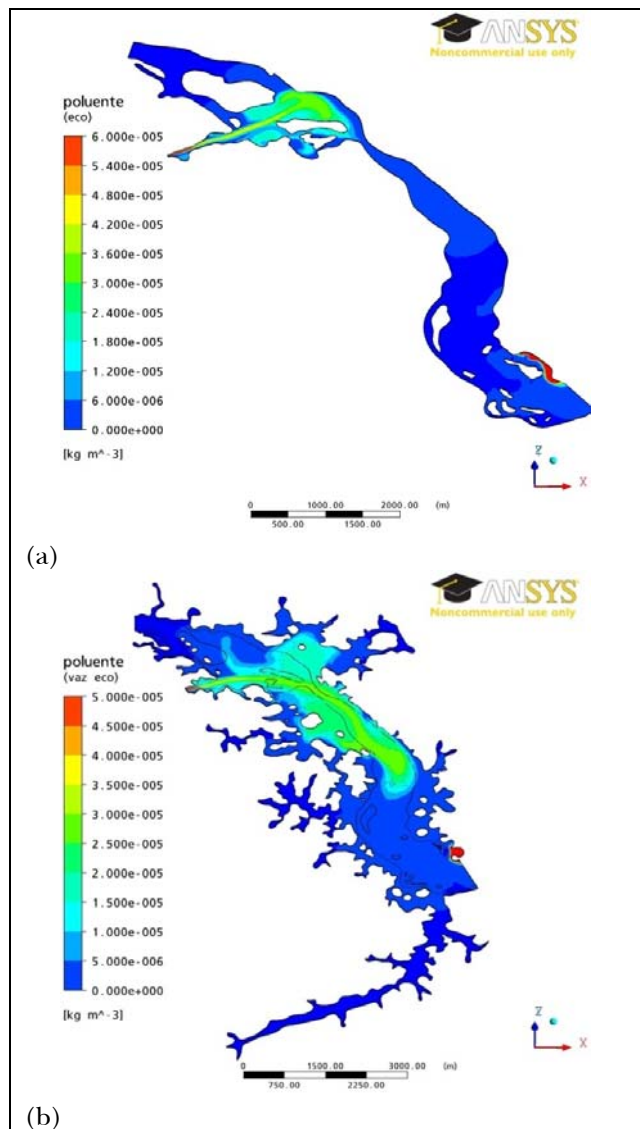 ANSYS
Noncommercial use only
poluente
(eco)
6.000e-005
5.400e-005
4.800e-005
4.200e-005
3.600e-005
3.000e-005
2.400e-005
1.800e-005
1.200e-005
6.000e-006
0.000e+000
[kg m^-3]
Z
X
0 1000.00 2000.00 (m)
500.00 1500.00
(a)
ANSYS
Noncommercial use only
poluente
(vaz eco)
5.000e-005
4.500e-005
4.000e-005
3.500e-005
3.000e-005
2.500e-005
2.000e-005
1.500e-005
1.000e-005
5.000e-006
0.000e+000
[kg m^-3]
Z
X
0 1500.00 3000.00 (m)
750.00 2250.00
(b)